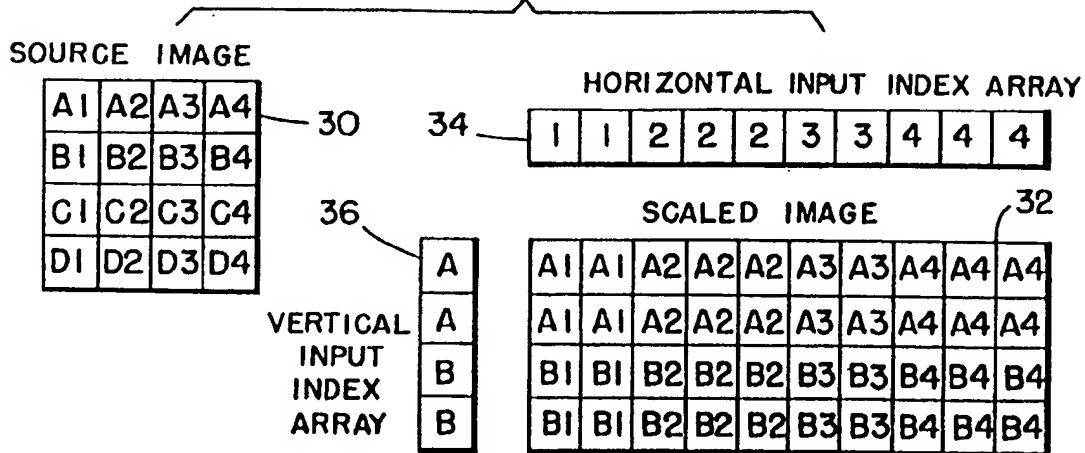 SOURCE IMAGE
A1 A2 A3 A4
B1 B2 B3 B4
C1 C2 C3 C4
D1 D2 D3 D4
30
HORIZONTAL INPUT INDEX ARRAY
34
1 1 2 2 2 3 3 4 4 4
36
SCALED IMAGE
32
VERTICAL
INPUT
INDEX
ARRAY
A
A
B
B
A1 A1 A2 A2 A2 A3 A3 A4 A4 A4
A1 A1 A2 A2 A2 A3 A3 A4 A4 A4
B1 B1 B2 B2 B2 B3 B3 B4 B4 B4
B1 B1 B2 B2 B2 B3 B3 B4 B4 B4